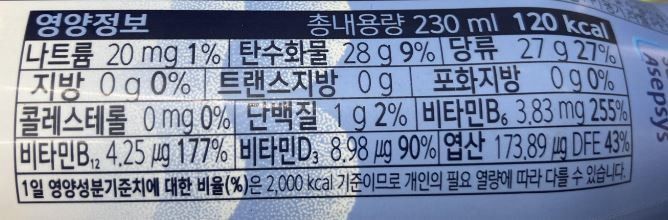 영양정보 총내용량 230 ml 120 kcal
나트륨 20 mg 1% 탄수화물 28 g 9% 당류 27 g 27%
지방 0 g 0% 트랜스지방 0 g 포화지방 0 g 0%
콜레스테롤 0 mg 0% 단백질 1 g 2% 비타민B₆ 3.83 mg 255%
비타민B₁₂ 4.25 μg 177% 비타민D₃ 8.98 μg 90% 엽산 173.89 μg DFE 43%
1일 영양성분기준치에 대한 비율(%)은 2,000 kcal 기준이므로 개인의 필요 열량에 따라 다를 수 있습니다.
Asepsys